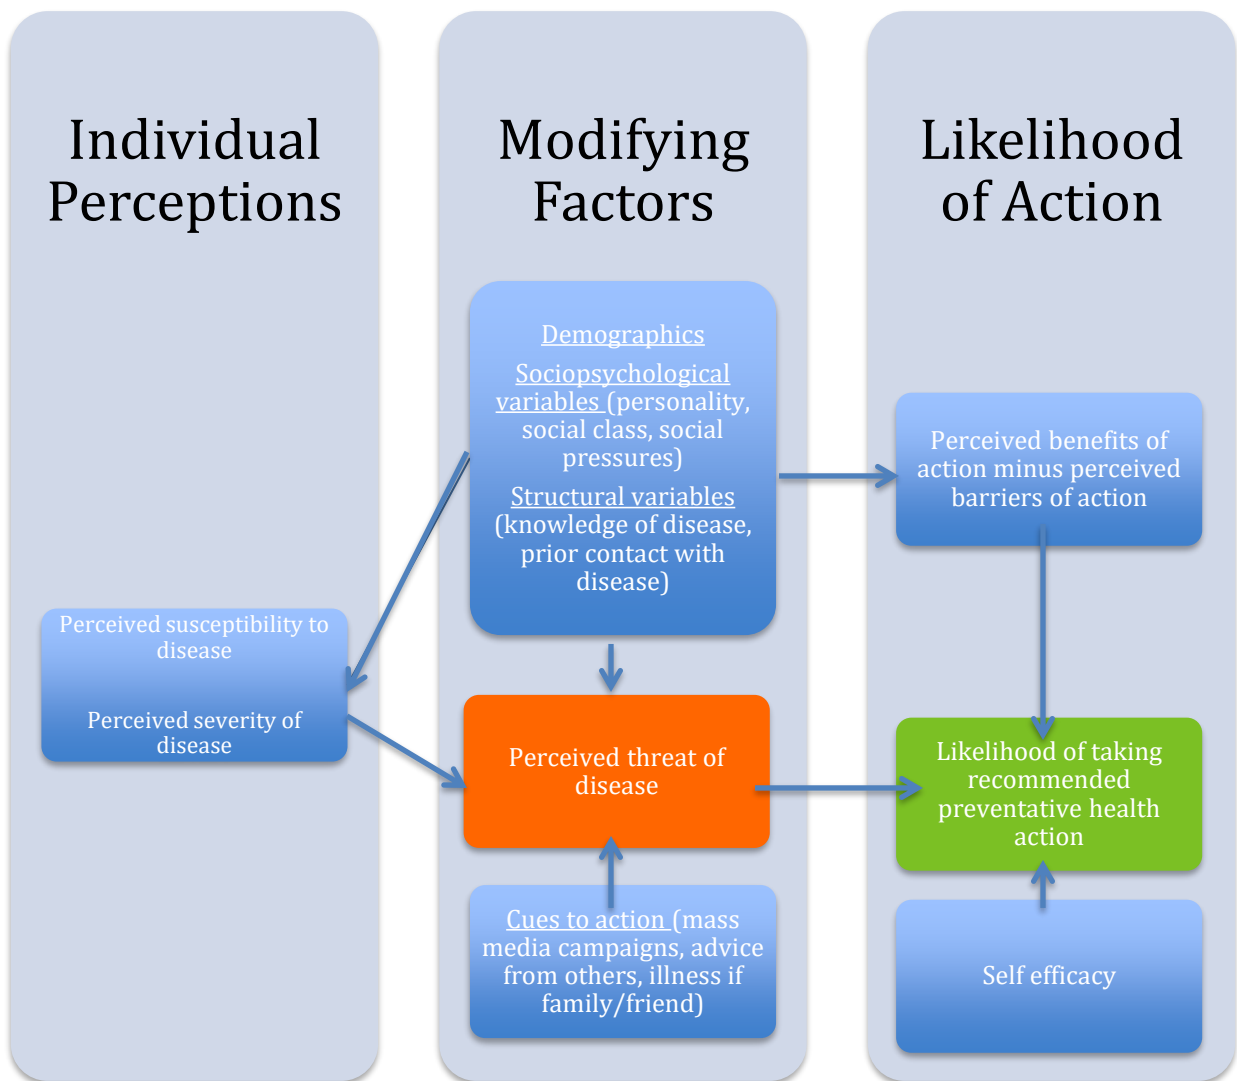 Individual
Perceptions
Perceived susceptibility to
disease
Perceived severity of
disease
Modifying
Factors
Demographics
Sociopsychological
variables (personality,
social class, social
pressures)
Structural variables
(knowledge of disease,
prior contact with
disease)
Perceived threat of
disease
Cues to action (mass
media campaigns, advice
from others, illness if
family/friend)
Likelihood
of Action
Perceived benefits of
action minus perceived
barriers of action
Likelihood of taking
recommended
preventative health
action
Self efficacy